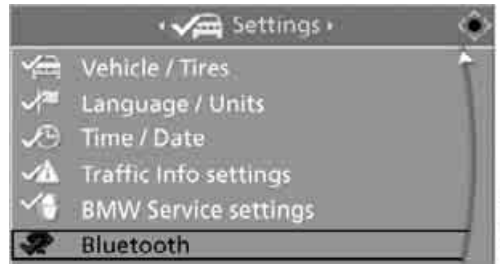 Settings
Vehicle / Tires
Language / Units
Time / Date
Traffic Info settings
BMW Service settings
Bluetooth